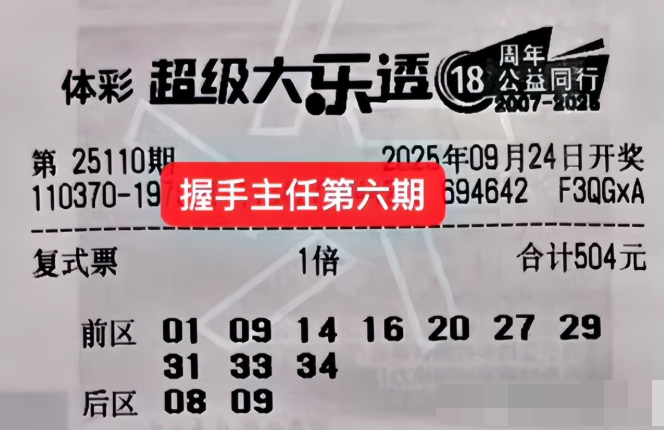 体彩 超级大乐透 18 周年
公益同行
2007-2025
第 25110期 2025年09月24日开奖
110370-197 694642 F3QGxA
握手主任第六期
复式票 1倍 合计504元
前区 01 09 14 16 20 27 29
31 33 34
后区 08 09